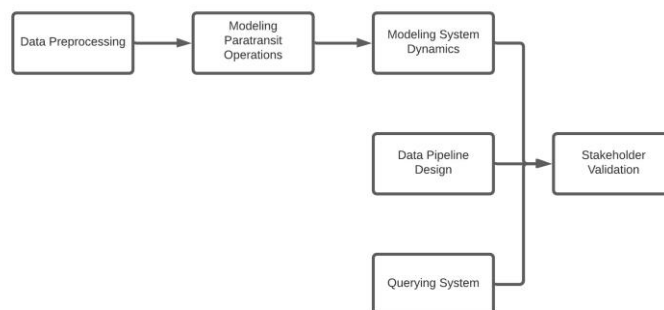 Data Preprocessing
Modeling
Paratransit
Operations
Modeling System
Dynamics
Data Pipeline
Design
Stakeholder
Validation
Querying System